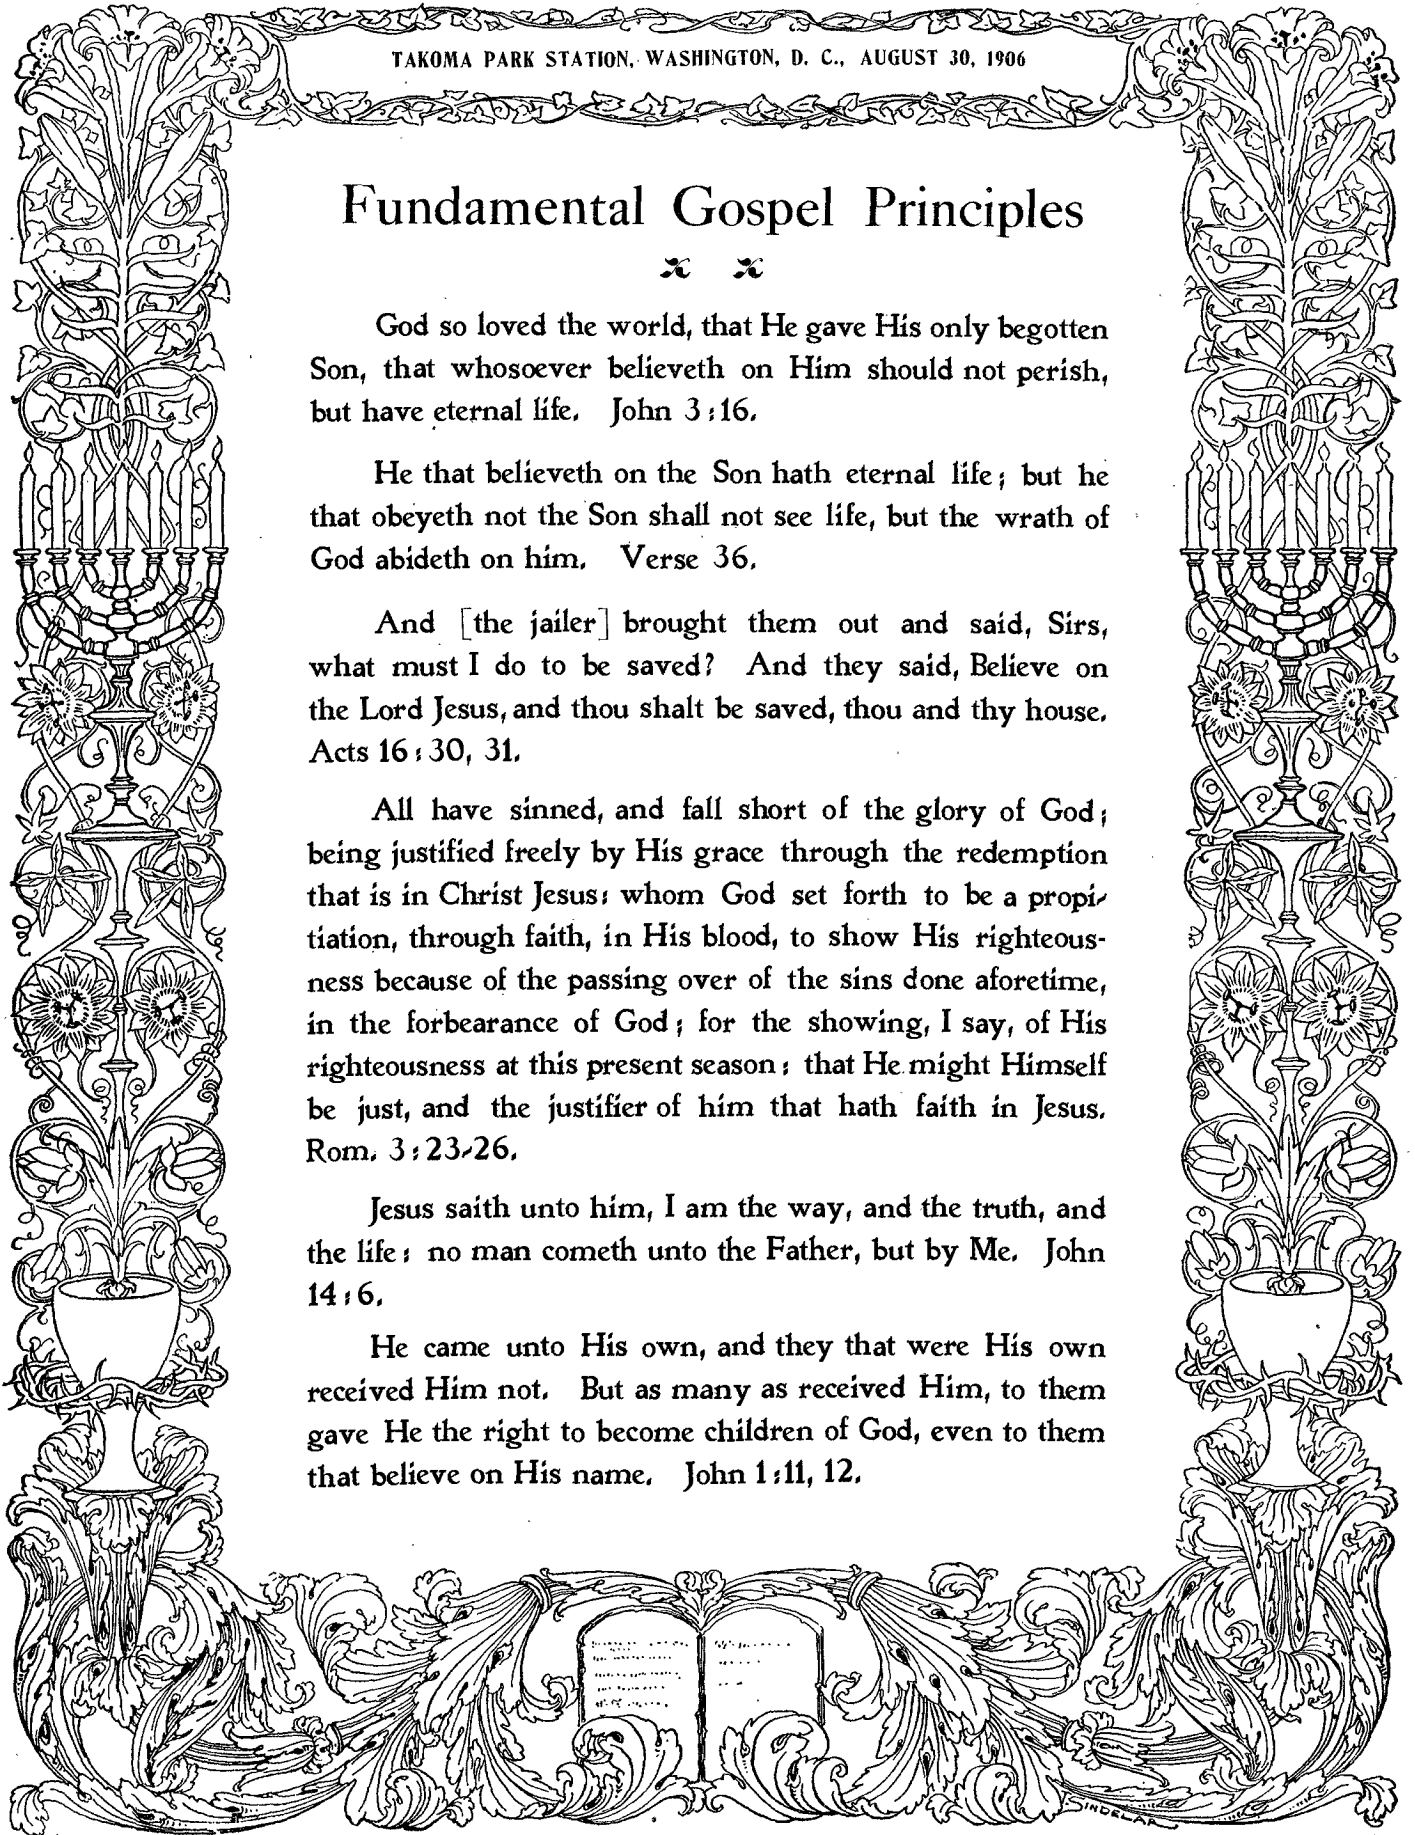 TAKOMA PARK STATION, WASHINGTON, D. C., AUGUST 30, 1906
Fundamental Gospel Principles
God so loved the world, that He gave His only begotten
Son, that whosoever believeth on Him should not perish,
but have eternal life. John 3:16.
He that believeth on the Son hath eternal life; but he
that obeyeth not the Son shall not see life, but the wrath of
God abideth on him. Verse 36.
And [the jailer] brought them out and said, Sirs,
what must I do to be saved? And they said, Believe on
the Lord Jesus, and thou shalt be saved, thou and thy house.
Acts 16:30, 31.
All have sinned, and fall short of the glory of God;
being justified freely by His grace through the redemption
that is in Christ Jesus: whom God set forth to be a propi-
tiation, through faith, in His blood, to show His righteous-
ness because of the passing over of the sins done aforetime,
in the forbearance of God; for the showing, I say, of His
righteousness at this present season: that He might Himself
be just, and the justifier of him that hath faith in Jesus.
Rom. 3:23-26.
Jesus saith unto him, I am the way, and the truth, and
the life: no man cometh unto the Father, but by Me. John
14:6.
He came unto His own, and they that were His own
received Him not. But as many as received Him, to them
gave He the right to become children of God, even to them
that believe on His name. John 1:11, 12.
SINDELAR